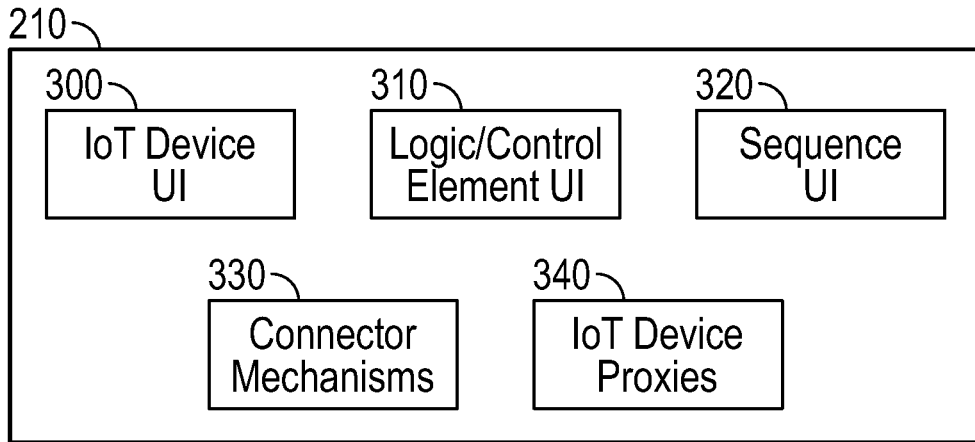 210
300
IoT Device
UI
310
Logic/Control
Element UI
320
Sequence
UI
330
Connector
Mechanisms
340
IoT Device
Proxies